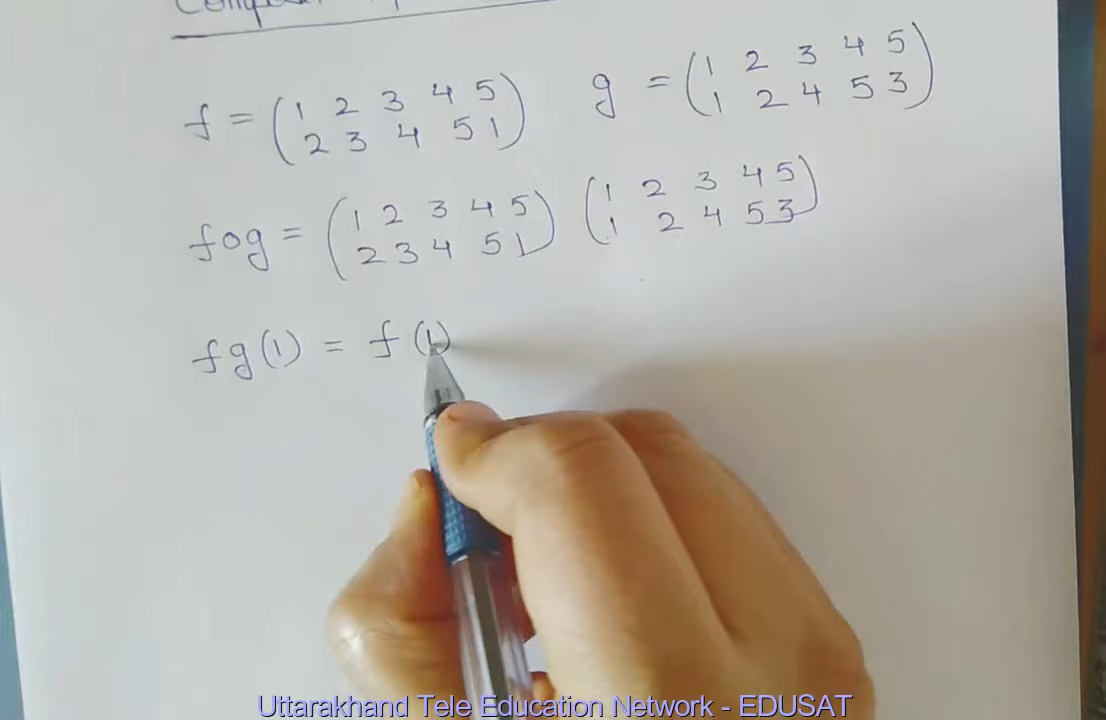 f = ( 1 2 3 4 5 g = ( 1 2 3 4 5
2 3 4 5 1 ) 1 2 4 5 3 )
fog = ( 1 2 3 4 5 ) ( 1 2 3 4 5 )
2 3 4 5 1 1 2 4 5 3
fg(1) = f(1)
Uttarakhand Tele Education Network - EDUSAT